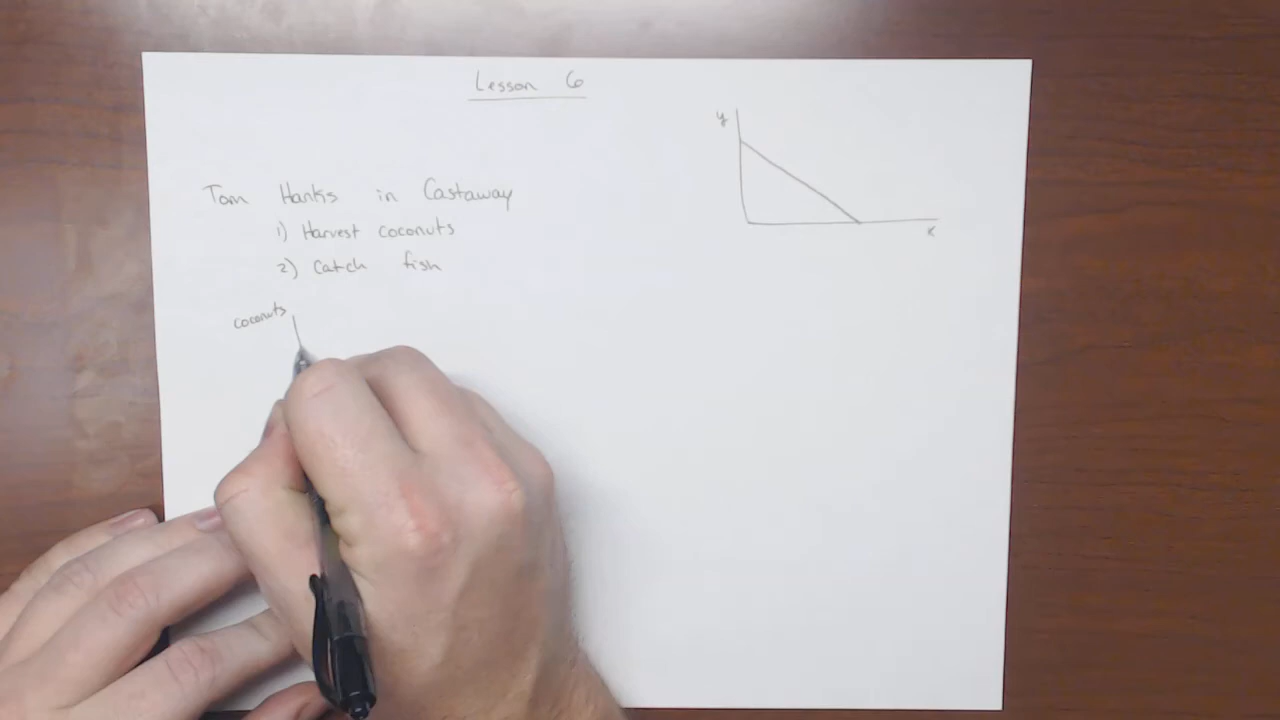 Lesson 6
y
x
Tom Hanks in Castaway
1) Harvest coconuts
2) Catch fish
coconuts